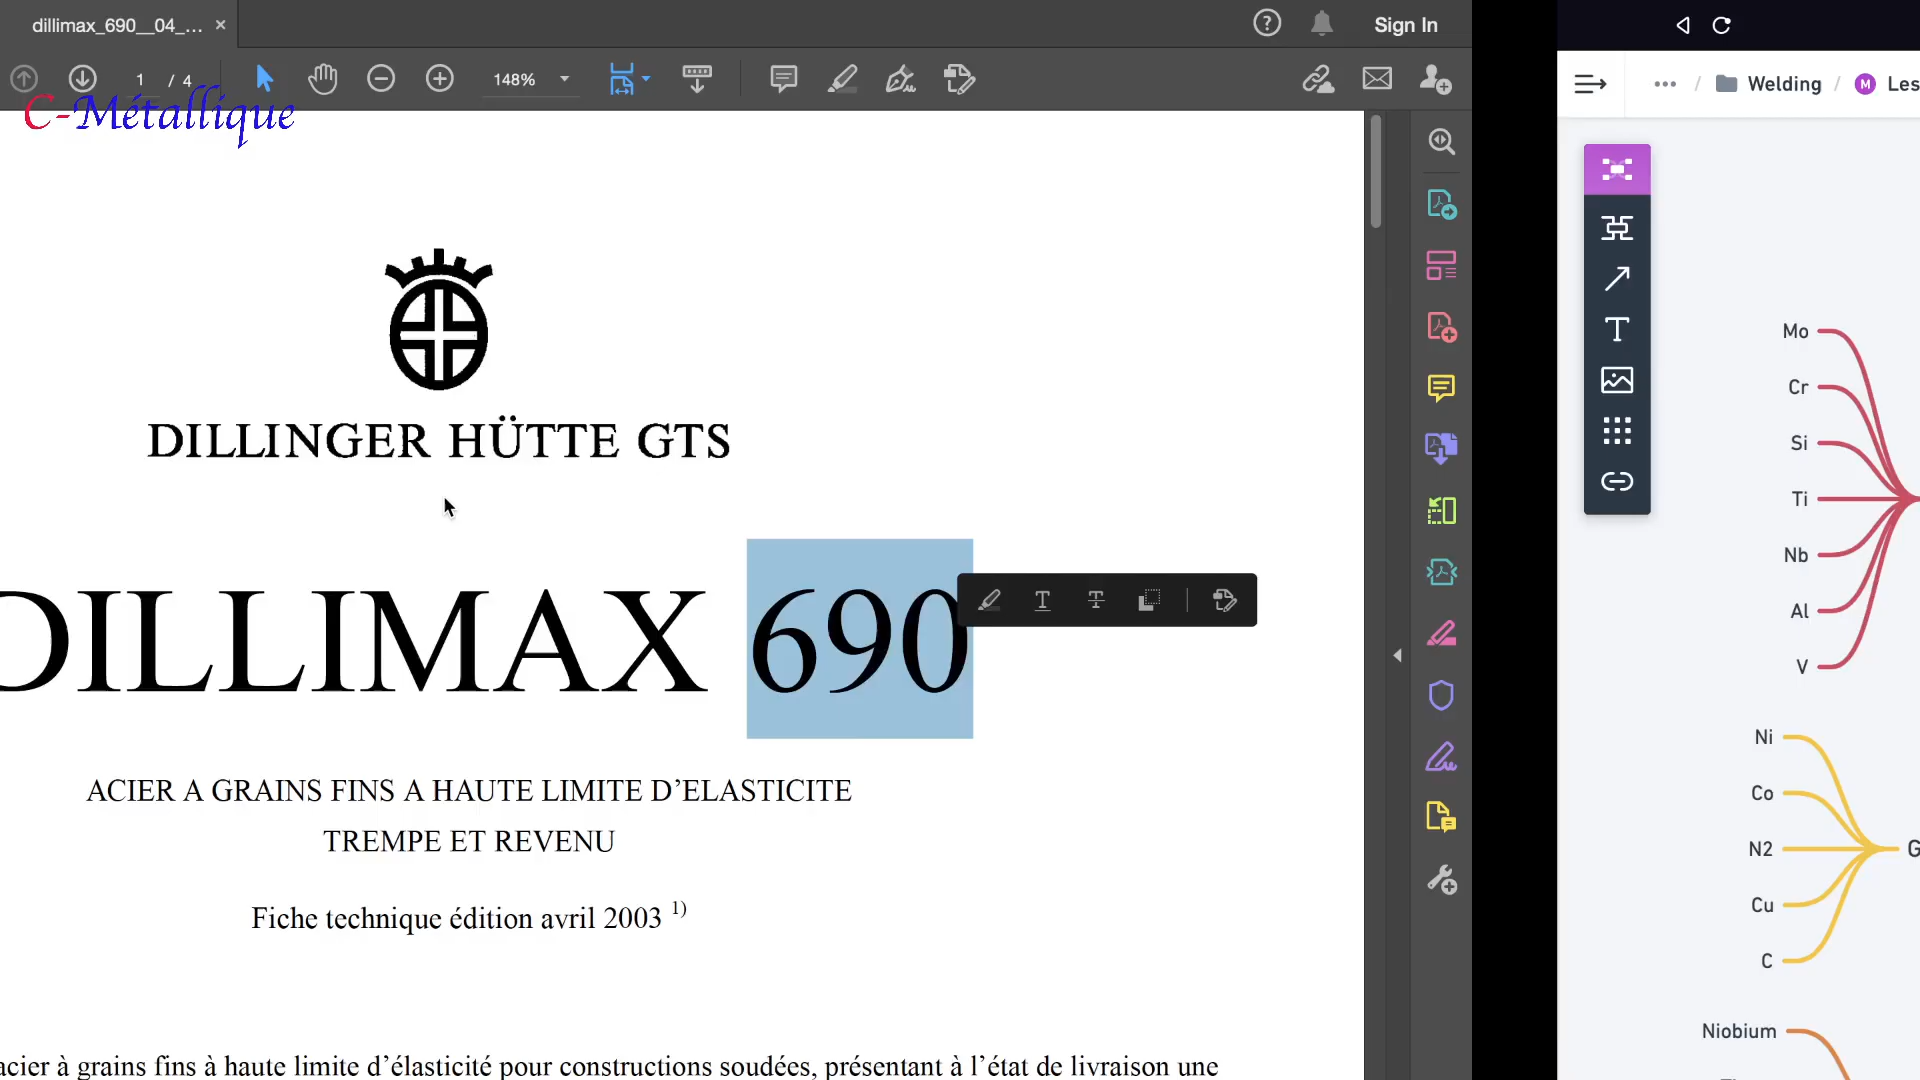 dillimax_690__04_... ×
Sign In
1 / 4
148%
C-Métallique
DILLINGER HÜTTE GTS
DILLIMAX 690
ACIER A GRAINS FINS A HAUTE LIMITE D’ELASTICITE
TREMPE ET REVENU
Fiche technique édition avril 2003 1)
acier à grains fins à haute limite d’élasticité pour constructions soudées, présentant à l’état de livraison une
... / Welding / M Les
Mo
Cr
Si
Ti
Nb
Al
V
Ni
Co
N2
G
Cu
C
Niobium